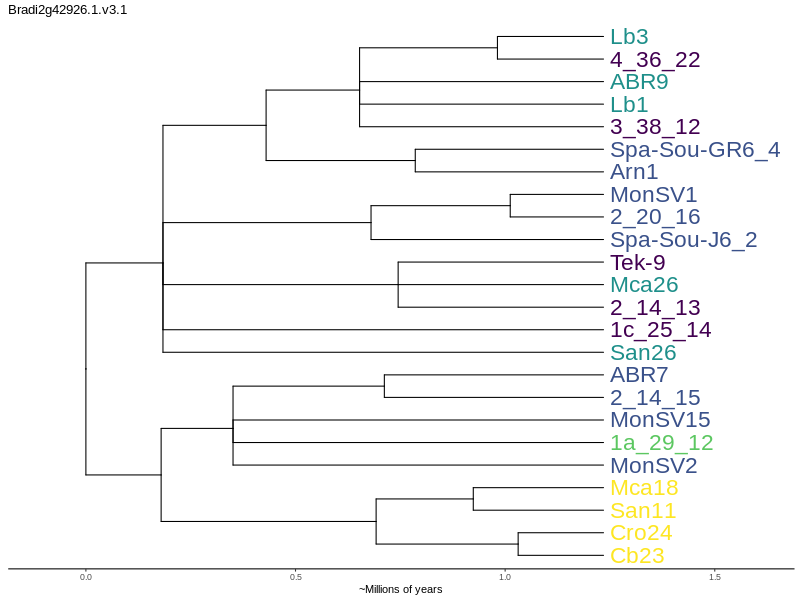 Bradi2g42926.1.v3.1
Lb3
4_36_22
ABR9
Lb1
3_38_12
Spa-Sou-GR6_4
Arn1
MonSV1
2_20_16
Spa-Sou-J6_2
Tek-9
Mca26
2_14_13
1c_25_14
San26
ABR7
2_14_15
MonSV15
1a_29_12
MonSV2
Mca18
San11
Cro24
Cb23
0.0 0.5 1.0 1.5
~Millions of years